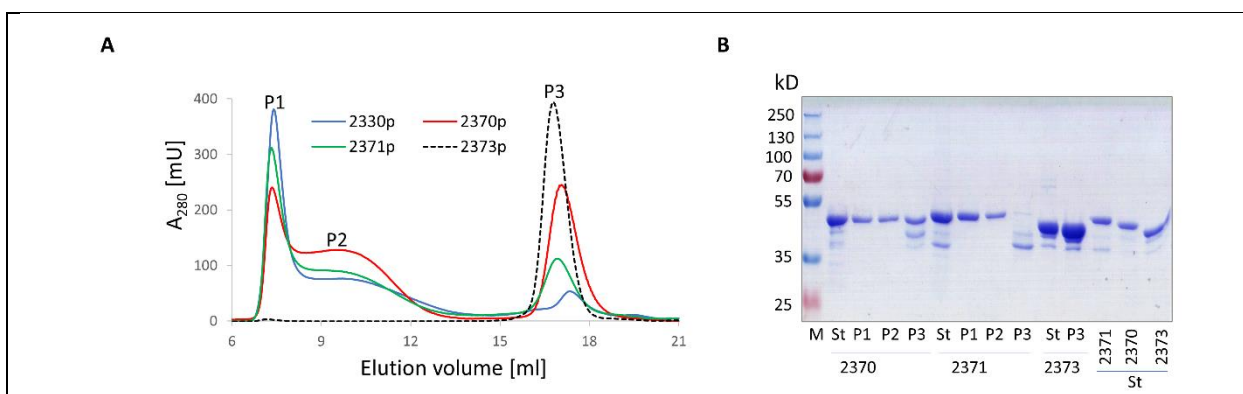 A
B
P1
P2
P3
2330p
2370p
2371p
2373p
400
300
200
100
0
A280 [mU]
6 9 12 15 18 21
Elution volume [ml]
kD
250
130
100
70
55
35
25
M St P1 P2 P3 St P1 P2 P3 St P3 2371 2370 2373
2370 2371 2373 St